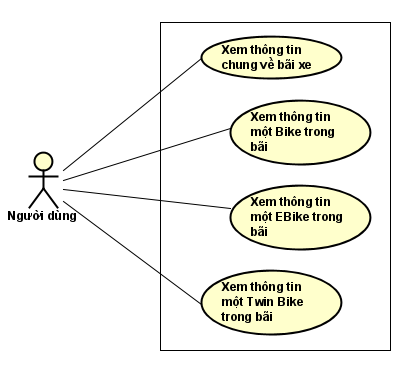 Xem thông tin
chung về bãi xe
Xem thông tin
một Bike trong
bãi
Người dùng
Xem thông tin
một EBike trong
bãi
Xem thông tin
một Twin Bike
trong bãi